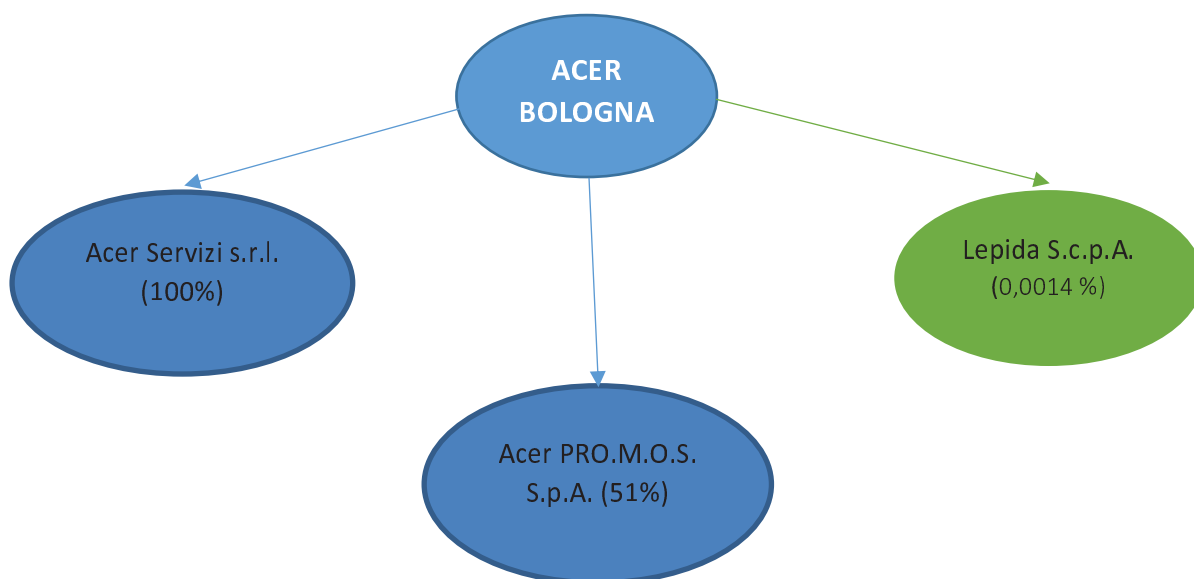 ACER
BOLOGNA
Acer Servizi s.r.l.
(100%)
Lepida S.c.p.A.
(0,0014 %)
Acer PRO.M.O.S.
S.p.A. (51%)